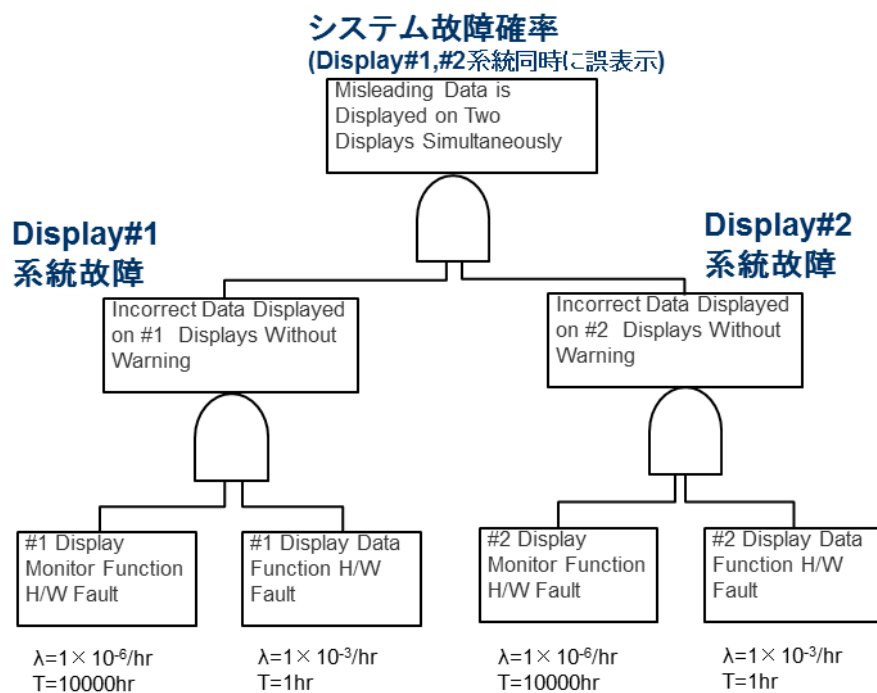 システム故障確率
(Display#1,#2系統同時に誤表示)
Misleading Data is
Displayed on Two
Displays Simultaneously
Display#1
系統故障
Display#2
系統故障
Incorrect Data Displayed
on #1 Displays Without
Warning
Incorrect Data Displayed
on #2 Displays Without
Warning
#1 Display
Monitor Function
H/W Fault
#1 Display Data
Function H/W
Fault
#2 Display
Monitor Function
H/W Fault
#2 Display Data
Function H/W
Fault
λ=1×10⁻⁶/hr
T=10000hr
λ=1×10⁻³/hr
T=1hr
λ=1×10⁻⁶/hr
T=10000hr
λ=1×10⁻³/hr
T=1hr